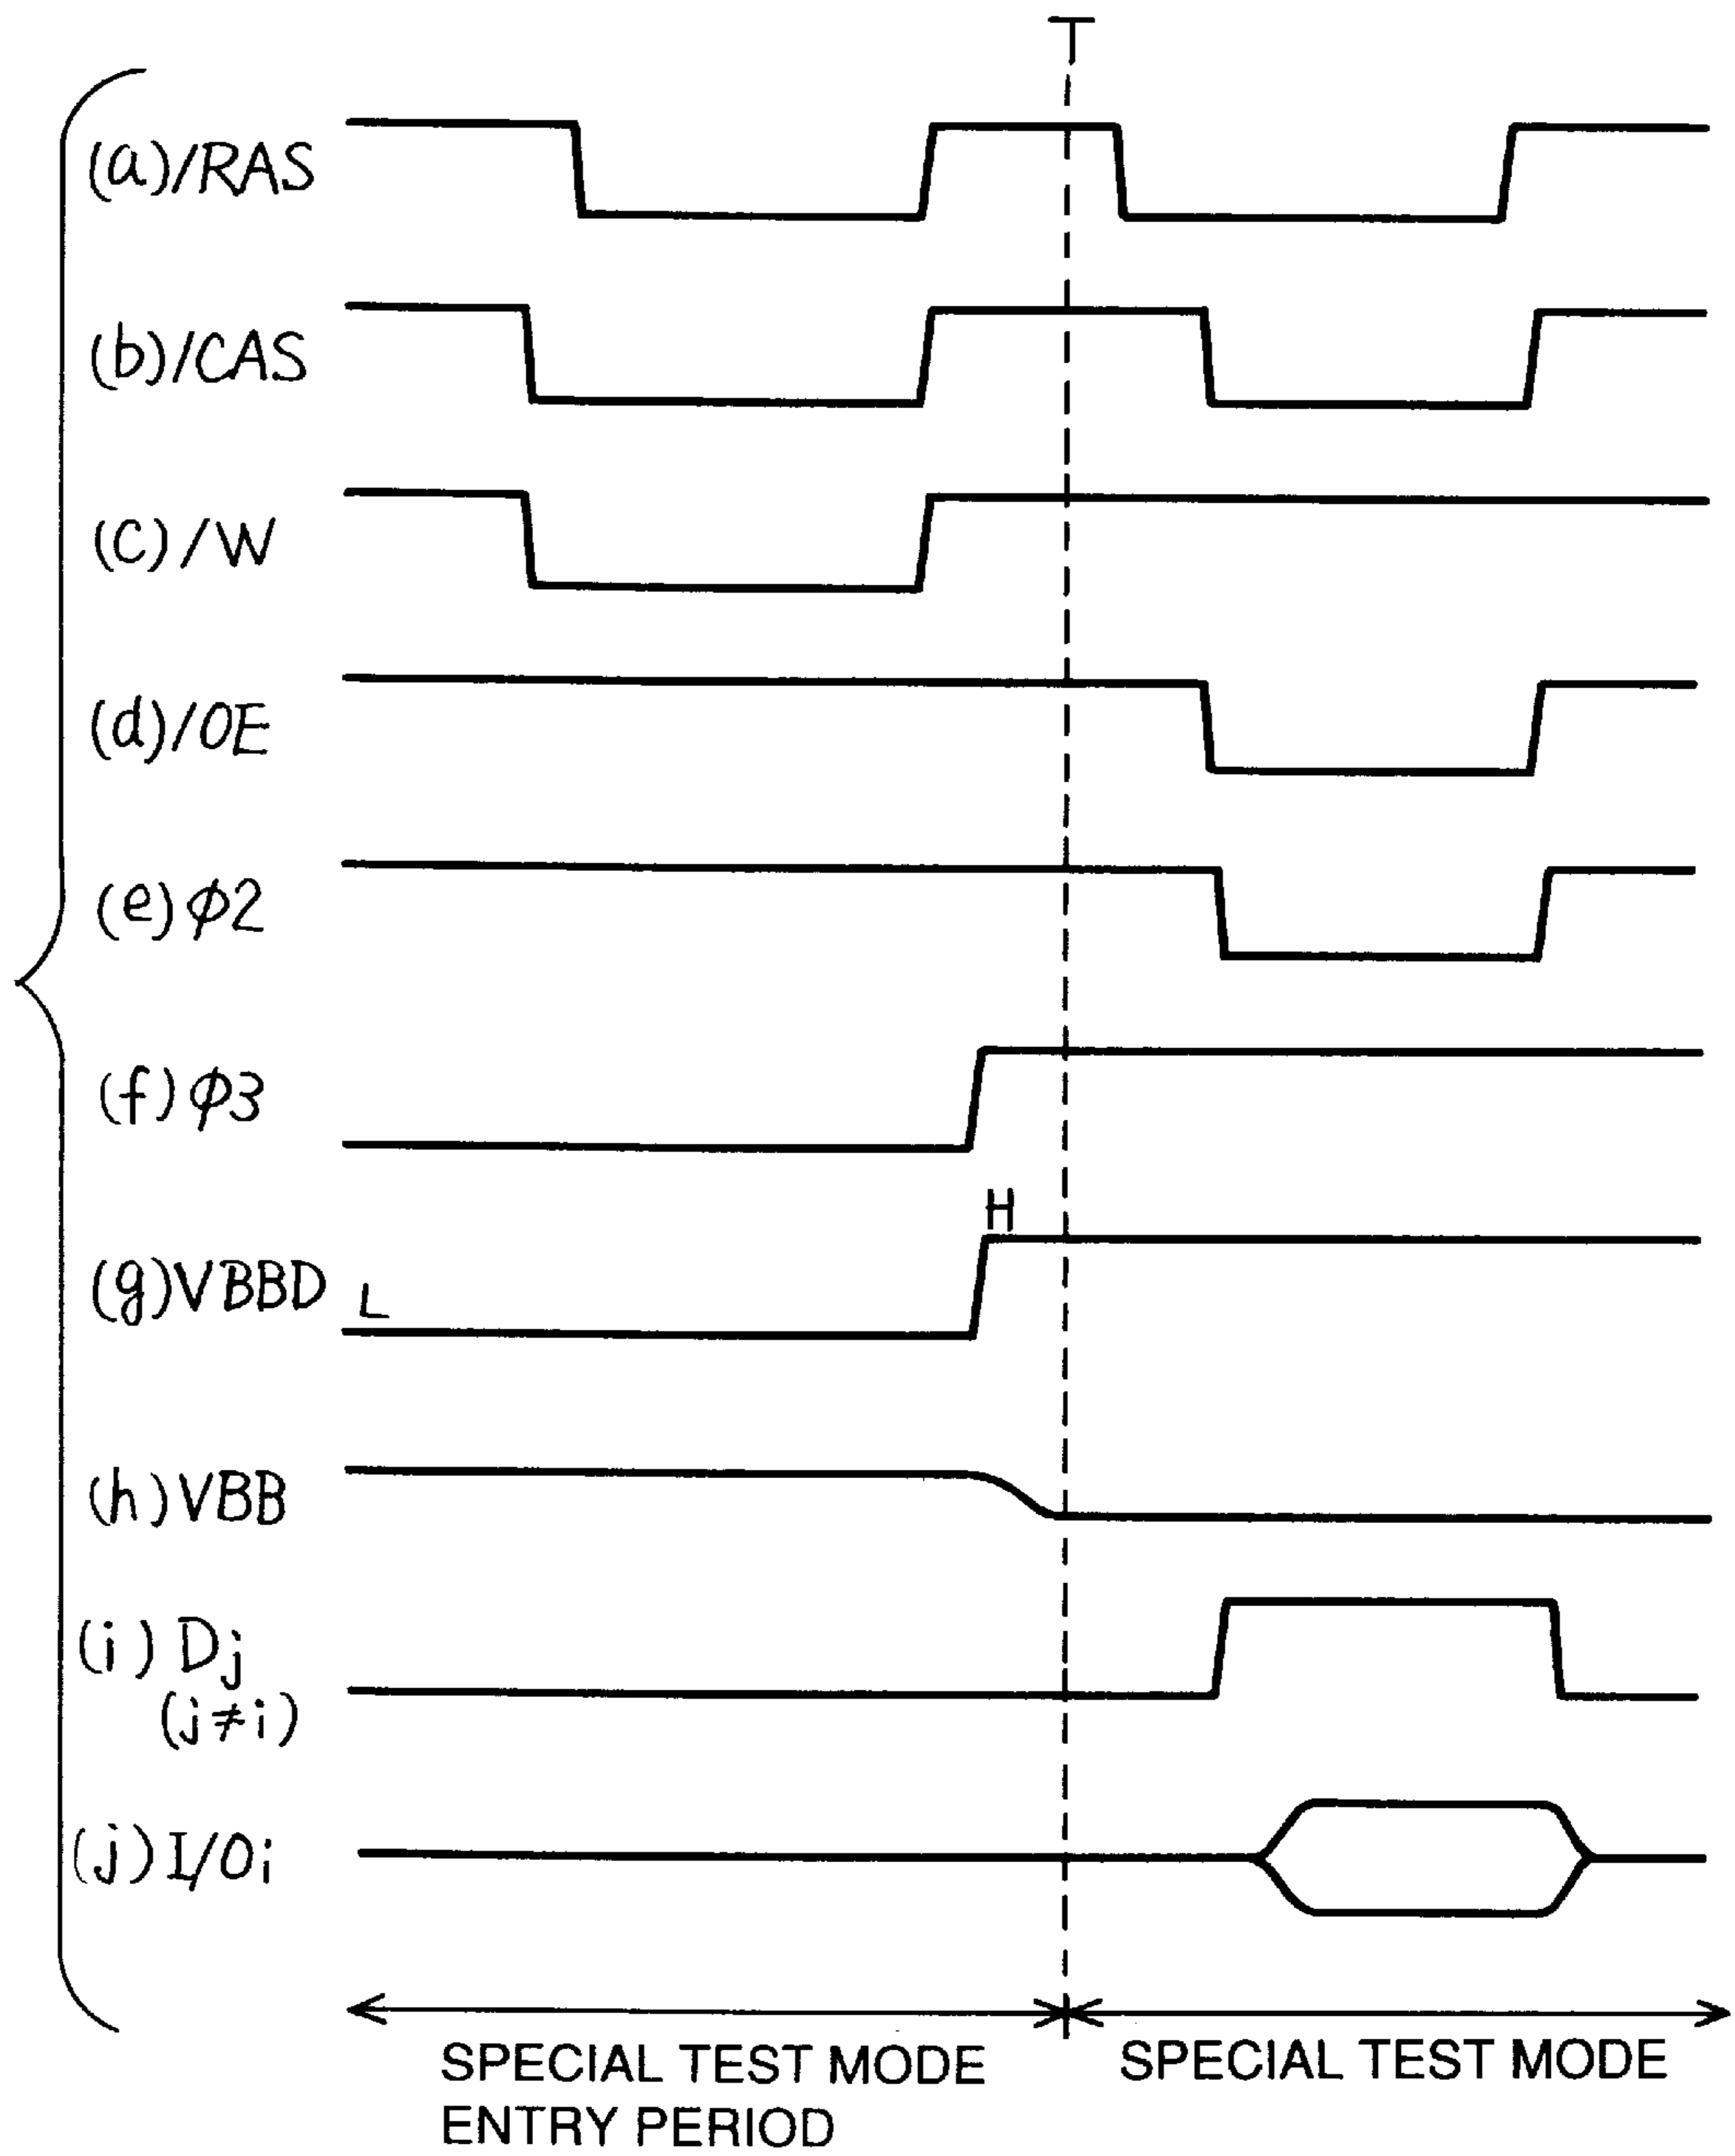 T
(a)/RAS
(b)/CAS
(c)/W
(d)/OE
(e)φ2
(f)φ3
H
(g)VBBD L
(h)VBB
(i) Dj
(j≠i)
(j)I/Oi
SPECIAL TEST MODE
ENTRY PERIOD
SPECIAL TEST MODE